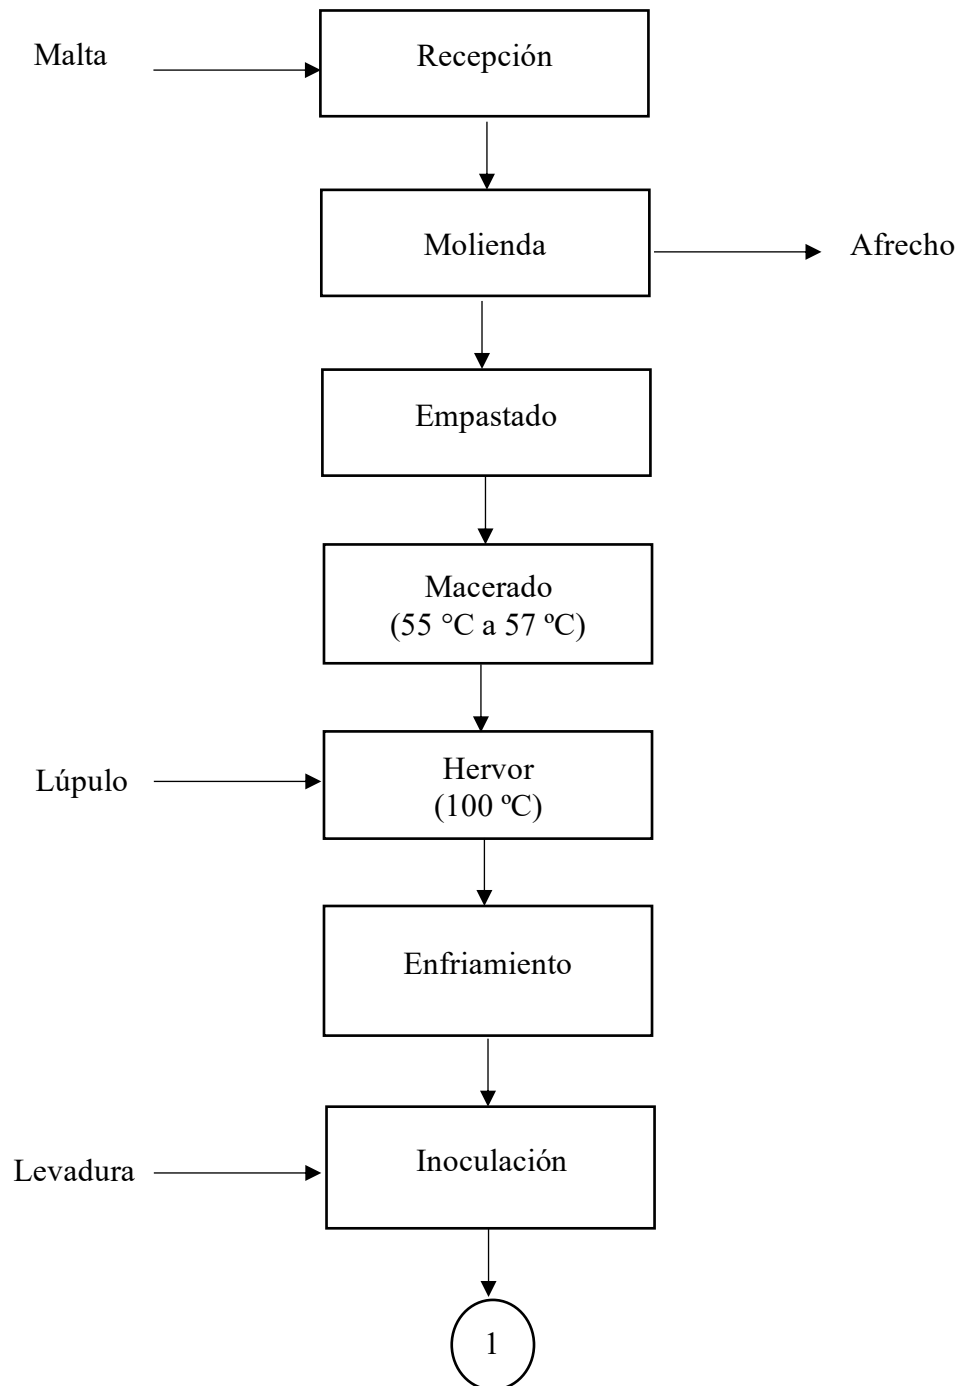 Malta
Recepción
Molienda
Afrecho
Empastado
Macerado
(55 °C a 57 ºC)
Lúpulo
Hervor
(100 ºC)
Enfriamiento
Levadura
Inoculación
1